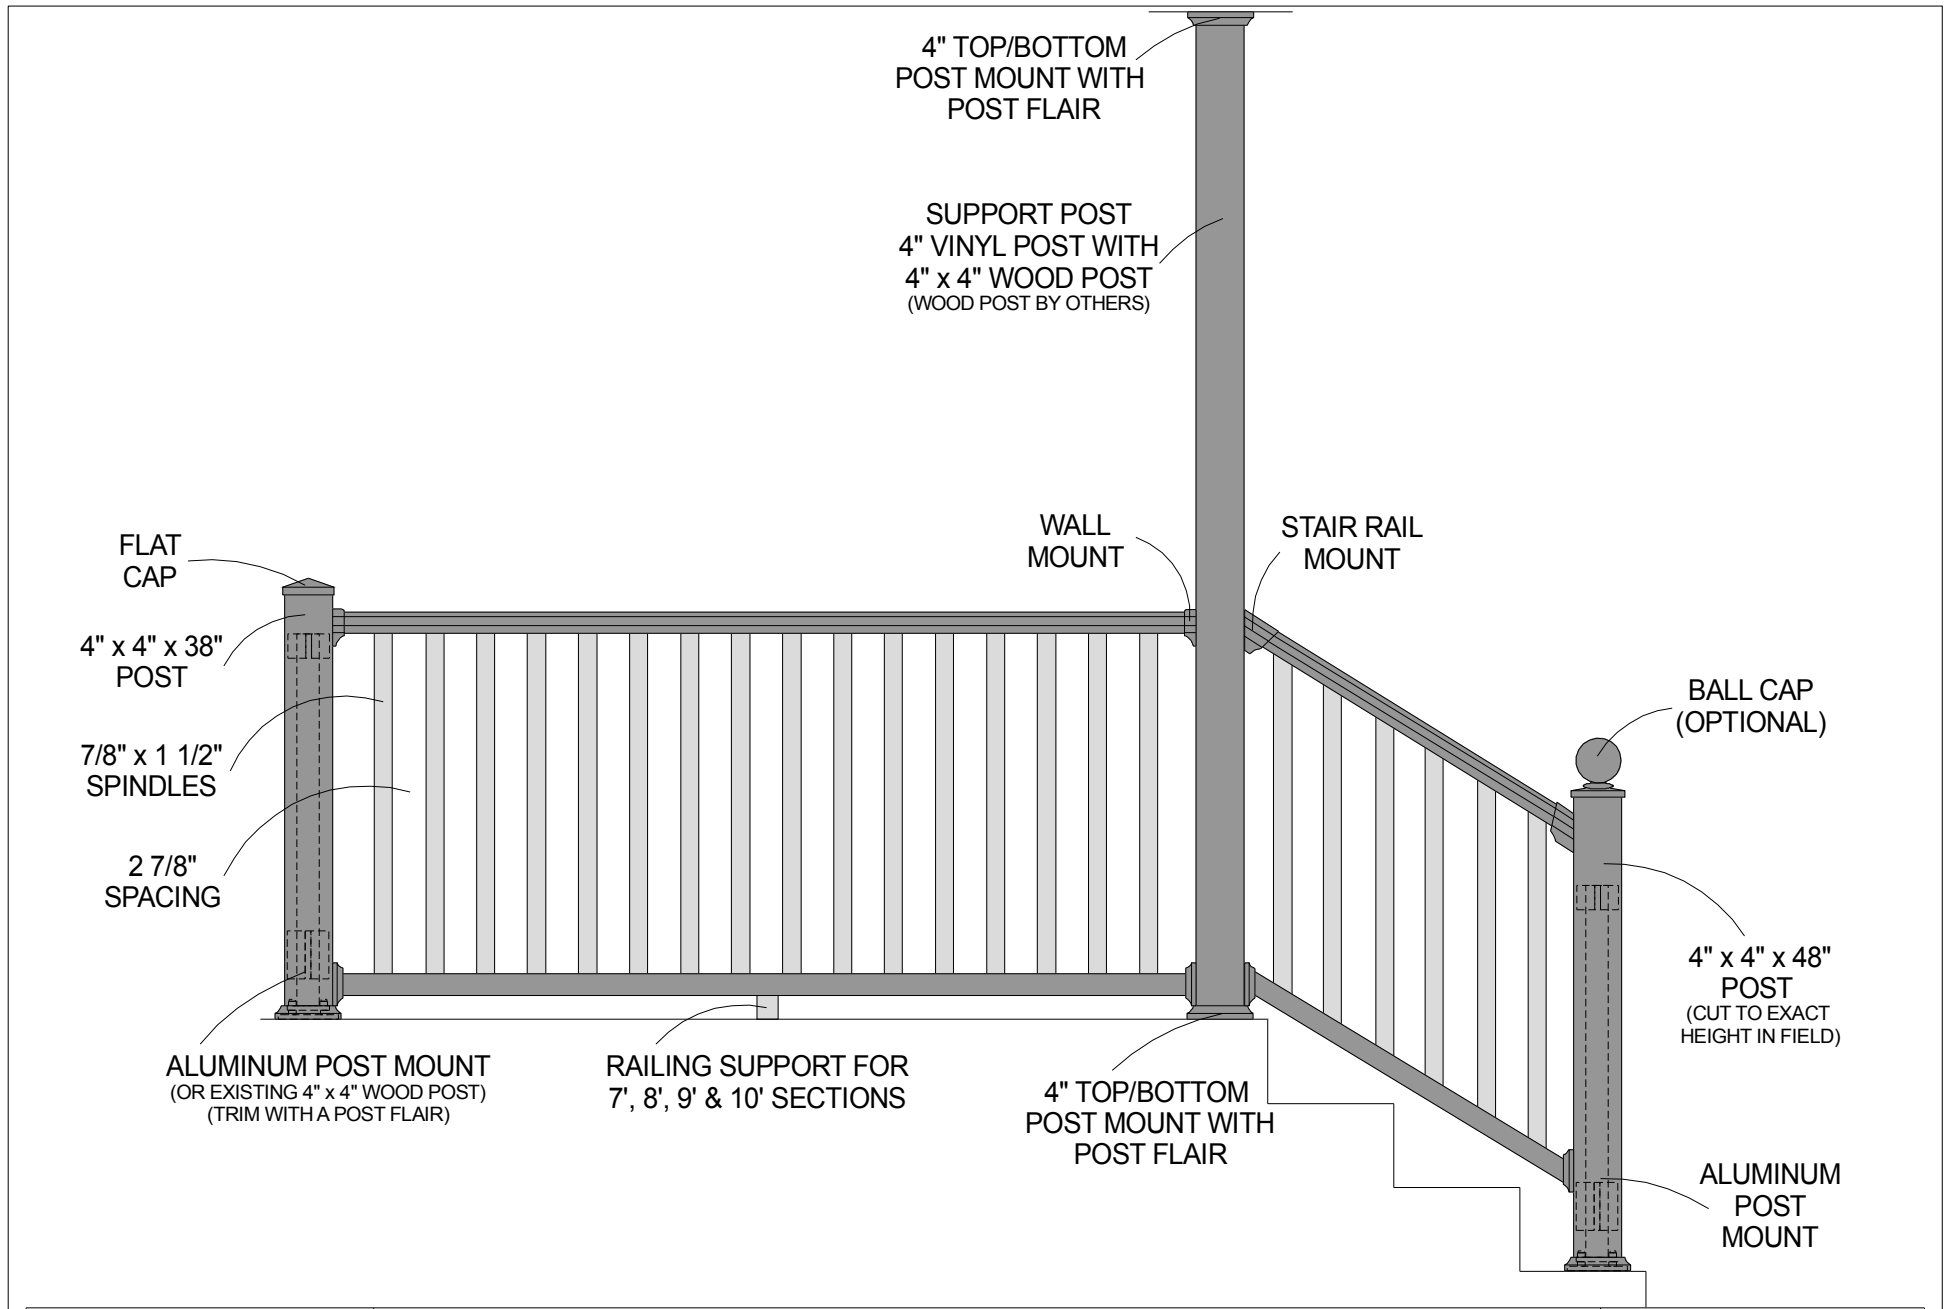 4" TOP/BOTTOM
POST MOUNT WITH
POST FLAIR
SUPPORT POST
4" VINYL POST WITH
4" x 4" WOOD POST
(WOOD POST BY OTHERS)
WALL
MOUNT
STAIR RAIL
MOUNT
FLAT
CAP
4" x 4" x 38"
POST
7/8" x 1 1/2"
SPINDLES
2 7/8"
SPACING
BALL CAP
(OPTIONAL)
4" x 4" x 48"
POST
(CUT TO EXACT
HEIGHT IN FIELD)
ALUMINUM POST MOUNT
(OR EXISTING 4" x 4" WOOD POST)
(TRIM WITH A POST FLAIR)
RAILING SUPPORT FOR
7', 8', 9' & 10' SECTIONS
4" TOP/BOTTOM
POST MOUNT WITH
POST FLAIR
ALUMINUM
POST
MOUNT